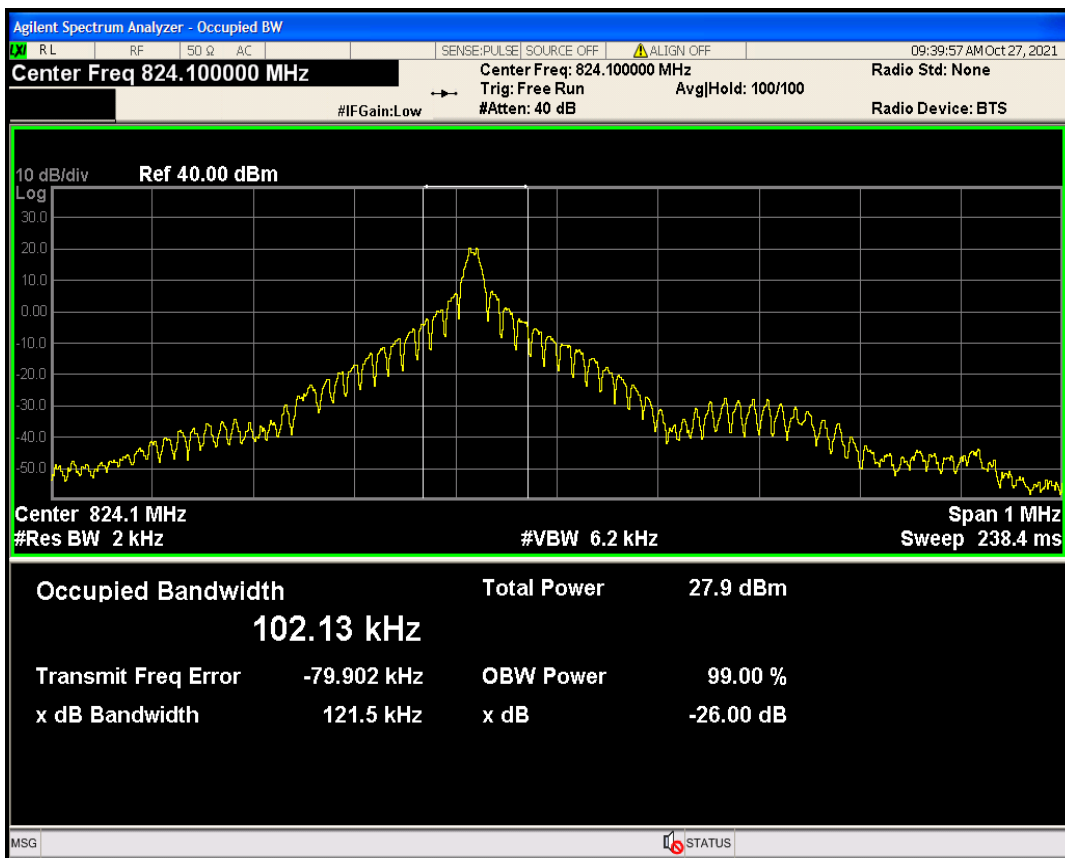 Agilent Spectrum Analyzer - Occupied BW
LXI RL RF 50 Ω AC SENSE:PULSE SOURCE OFF ALIGN OFF 09:39:57 AM Oct 27, 2021
Center Freq 824.100000 MHz
Center Freq: 824.100000 MHz
Radio Std: None
Trig: Free Run Avg|Hold: 100/100
#IFGain:Low
#Atten: 40 dB
Radio Device: BTS
10 dB/div Ref 40.00 dBm
Log
30.0
20.0
10.0
0.00
-10.0
-20.0
-30.0
-40.0
-50.0
Center 824.1 MHz Span 1 MHz
#Res BW 2 kHz #VBW 6.2 kHz Sweep 238.4 ms
Occupied Bandwidth Total Power 27.9 dBm
102.13 kHz
Transmit Freq Error -79.902 kHz OBW Power 99.00 %
x dB Bandwidth 121.5 kHz x dB -26.00 dB
MSG STATUS